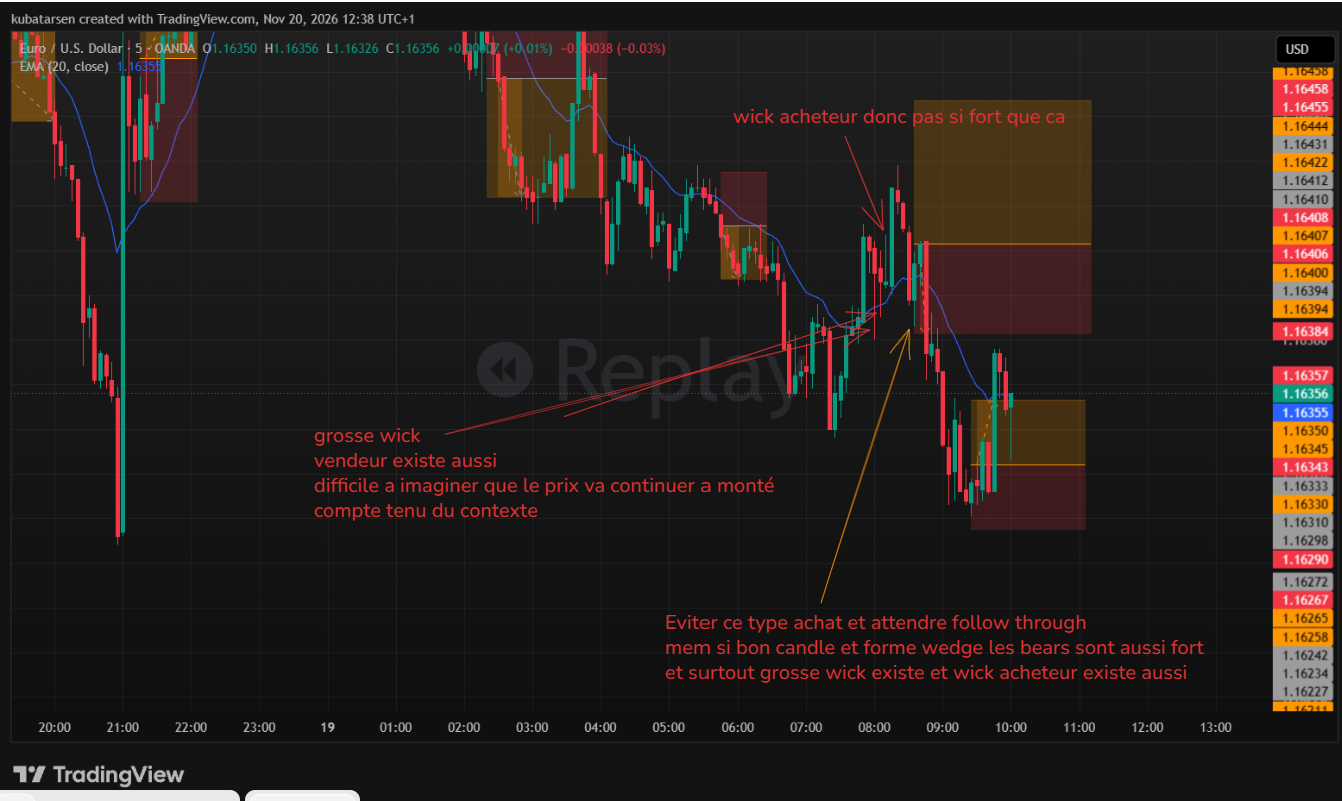 kubatarsen created with TradingView.com, Nov 20, 2026 12:38 UTC+1
Euro / U.S. Dollar · 5 · OANDA O1.16350 H1.16356 L1.16326 C1.16356 (+0.01%) −0.00038 (−0.03%)
EMA (20, close) 1.16355
USD
wick acheteur donc pas si fort que ca
Replay
grosse wick
vendeur existe aussi
difficile a imaginer que le prix va continuer a monté
compte tenu du contexte
Eviter ce type achat et attendre follow through
mem si bon candle et forme wedge les bears sont aussi fort
et surtout grosse wick existe et wick acheteur existe aussi
1.16458
1.16458
1.16455
1.16444
1.16431
1.16422
1.16412
1.16410
1.16408
1.16407
1.16406
1.16400
1.16394
1.16394
1.16384
1.16380
1.16357
1.16356
1.16355
1.16350
1.16345
1.16343
1.16333
1.16330
1.16310
1.16298
1.16290
1.16272
1.16267
1.16265
1.16258
1.16242
1.16234
1.16227
20:00 21:00 22:00 23:00 19 01:00 02:00 03:00 04:00 05:00 06:00 07:00 08:00 09:00 10:00 11:00 12:00 13:00
TradingView